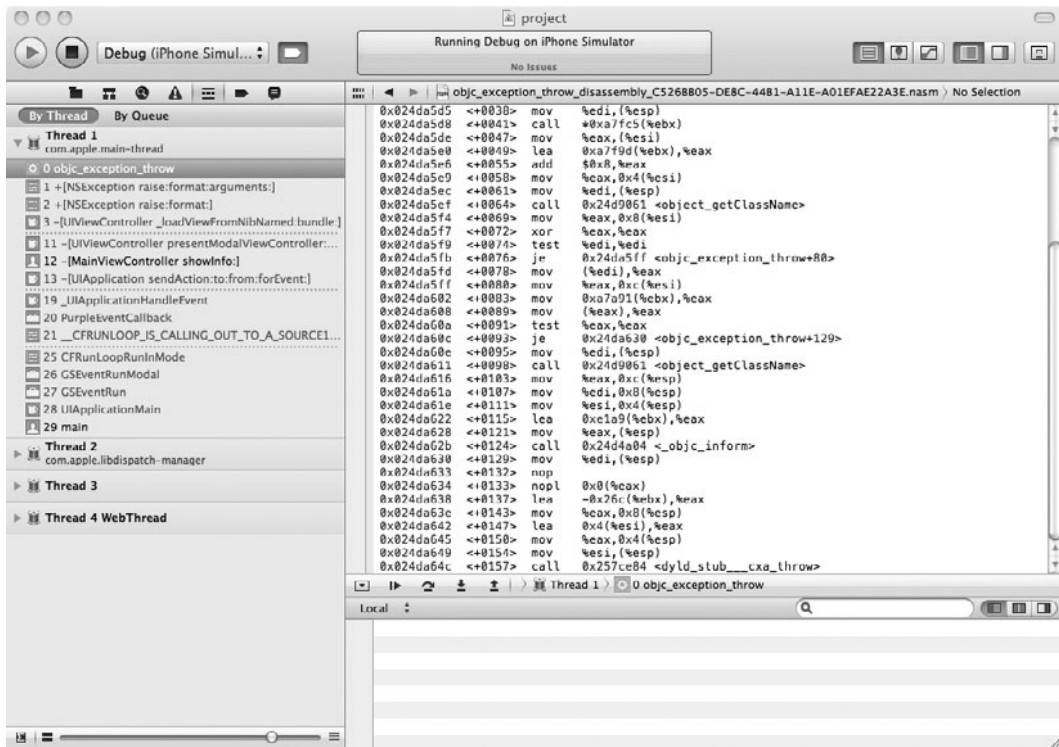 project
Debug (iPhone Simul...
Running Debug on iPhone Simulator
No Issues
objc_exception_throw_disassembly_C5268B05-DE8C-44B1-A11E-A01EFAE22A3E.nasm > No Selection
By Thread By Queue
Thread 1
com.apple.main-thread
0 objc_exception_throw
1 +[NSException raise:format:arguments:]
2 +[NSException raise:format:]
3 -[UIViewController _loadViewFromNibNamed:bundle:]
11 -[UIViewController presentModalViewController:...
12 -[MainViewController showInfo:]
13 -[UIApplication sendAction:to:from:forEvent:]
19 _UIApplicationHandleEvent
20 PurpleEventCallback
21 __CFRUNLOOP_IS_CALLING_OUT_TO_A_SOURCE1...
25 CFRunLoopRunInMode
26 GSEventRunModal
27 GSEventRun
28 UIApplicationMain
29 main
Thread 2
com.apple.libdispatch-manager
Thread 3
Thread 4 WebThread
0x024da5d5 <+0038> mov %edi,(%esp)
0x024da5d8 <+0041> call *0xa7fc5(%ebx)
0x024da5de <+0047> mov %eax,(%esi)
0x024da5e0 <+0049> lea 0xa7f9d(%ebx),%eax
0x024da5e6 <+0055> add $0x8,%eax
0x024da5e9 <+0058> mov %eax,0x4(%esi)
0x024da5ec <+0061> mov %edi,(%esp)
0x024da5ef <+0064> call 0x24d9061 <object_getClassName>
0x024da5f4 <+0069> mov %eax,0x8(%esi)
0x024da5f7 <+0072> xor %eax,%eax
0x024da5f9 <+0074> test %edi,%edi
0x024da5fb <+0076> je 0x24da5ff <objc_exception_throw+80>
0x024da5fd <+0078> mov (%edi),%eax
0x024da5ff <+0080> mov %eax,0xc(%esi)
0x024da602 <+0083> mov 0xa7a91(%ebx),%eax
0x024da608 <+0089> mov (%eax),%eax
0x024da60a <+0091> test %eax,%eax
0x024da60c <+0093> je 0x24da630 <objc_exception_throw+129>
0x024da60e <+0095> mov %edi,(%esp)
0x024da611 <+0098> call 0x24d9061 <object_getClassName>
0x024da616 <+0103> mov %eax,0xc(%esp)
0x024da61a <+0107> mov %edi,0x8(%esp)
0x024da61e <+0111> mov %esi,0x4(%esp)
0x024da622 <+0115> lea 0xe1a9(%ebx),%eax
0x024da628 <+0121> mov %eax,(%esp)
0x024da62b <+0124> call 0x24d4a04 <_objc_inform>
0x024da630 <+0129> mov %edi,(%esp)
0x024da633 <+0132> nop
0x024da634 <+0133> nopl 0x0(%eax)
0x024da638 <+0137> lea -0x26c(%ebx),%eax
0x024da63e <+0143> mov %eax,0x8(%esp)
0x024da642 <+0147> lea 0x4(%esi),%eax
0x024da645 <+0150> mov %eax,0x4(%esp)
0x024da649 <+0154> mov %esi,(%esp)
0x024da64c <+0157> call 0x257ce84 <dyld_stub___cxa_throw>
Thread 1 > 0 objc_exception_throw
Local